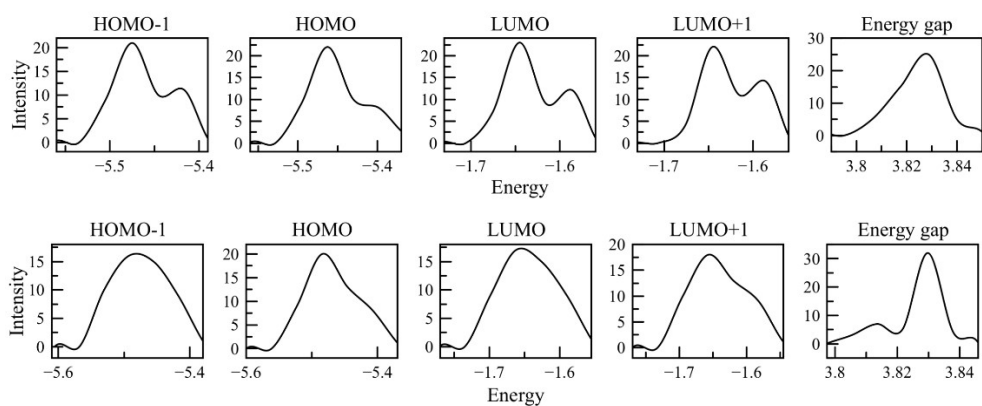 HOMO-1 HOMO LUMO LUMO+1 Energy gap
Intensity
20 20 20 20 30
15 15 15 15 20
10 10 10 10 10
5 5 5 5 0
0 0 0 0
−5.5 −5.4 −5.5 −5.4 −1.7 −1.6 −1.7 −1.6 3.8 3.82 3.84
Energy
HOMO-1 HOMO LUMO LUMO+1 Energy gap
Intensity
15 20 15 20 30
10 15 10 15 20
5 10 5 10 10
0 5 0 5 0
0 0
−5.6 −5.4 −5.6 −5.4 −1.7 −1.6 −1.7 −1.6 3.8 3.82 3.84
Energy